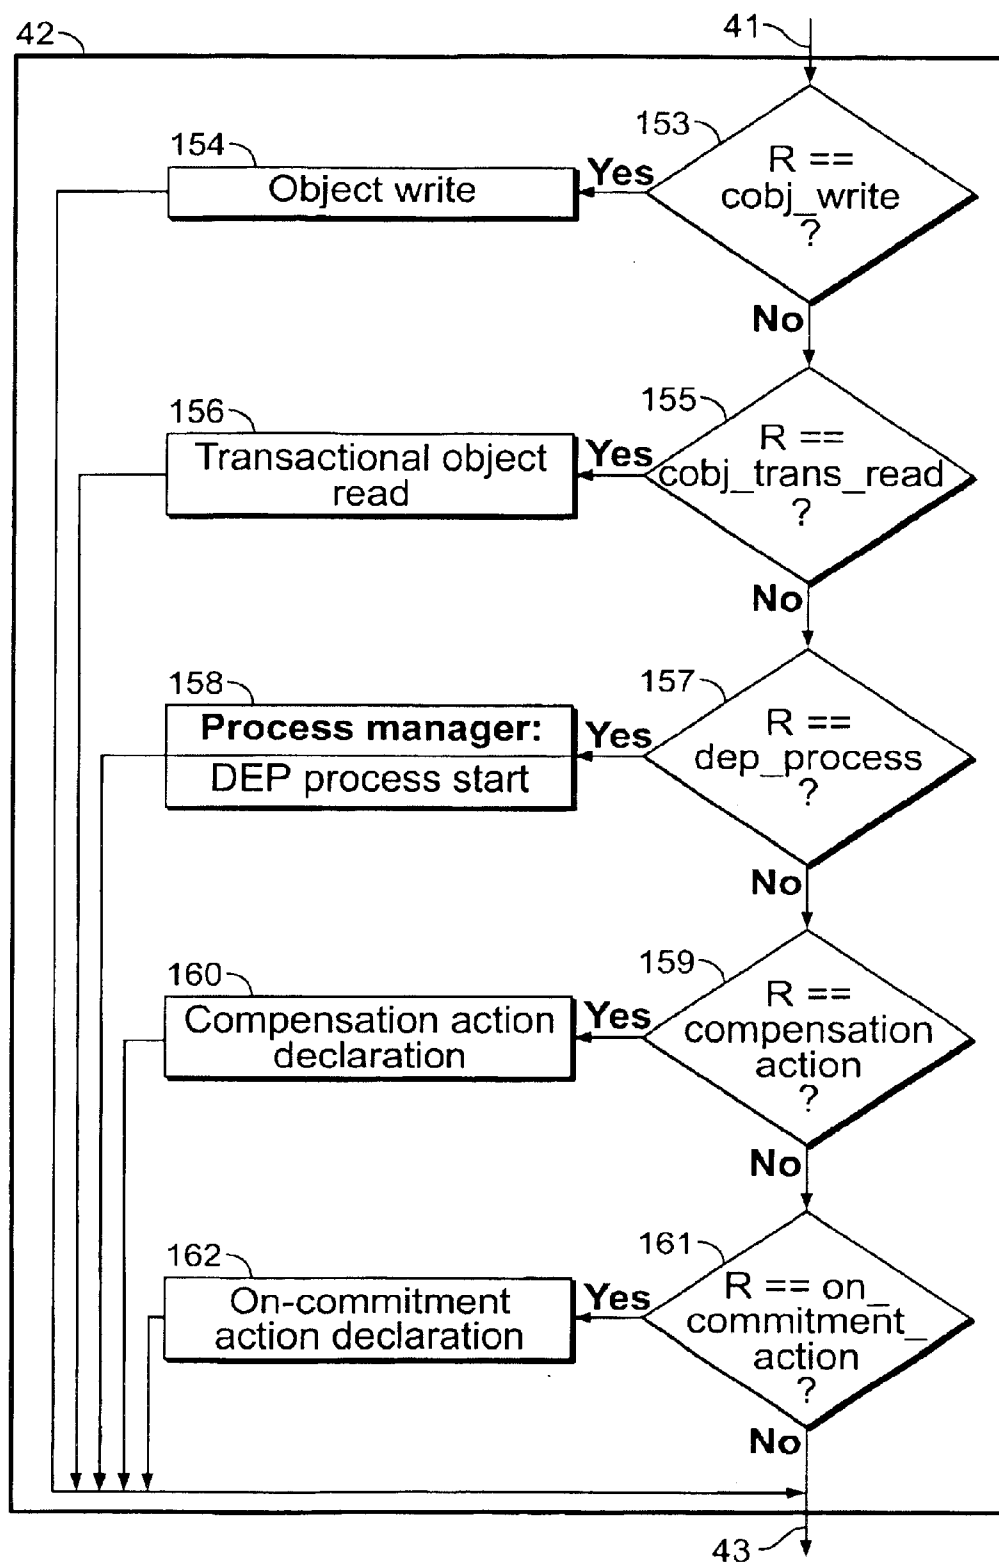 42
41
153
R ==
cobj_write
?
154
Object write
Yes
No
155
R ==
cobj_trans_read
?
156
Transactional object
read
Yes
No
157
R ==
dep_process
?
158
Process manager:
DEP process start
Yes
No
159
R ==
compensation
action
?
160
Compensation action
declaration
Yes
No
161
R == on_
commitment_
action
?
162
On-commitment
action declaration
Yes
No
43